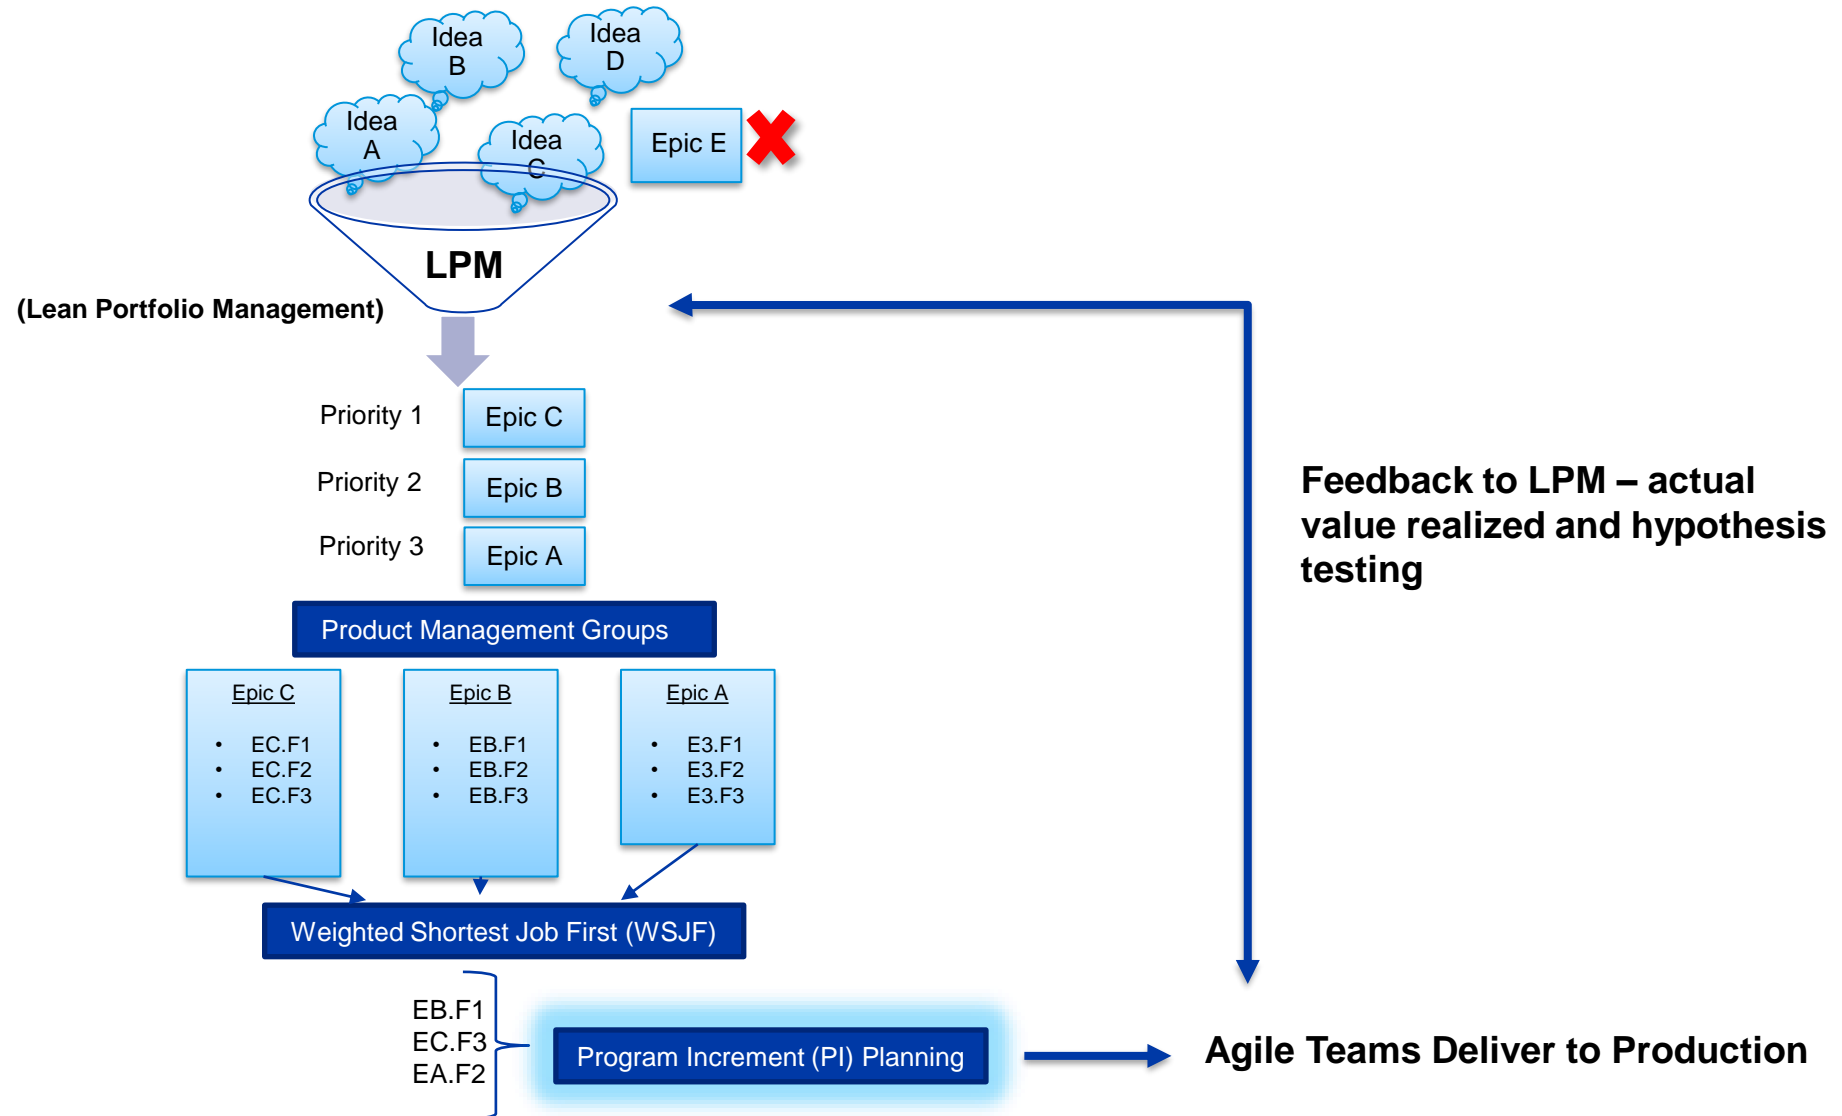 Idea
B
Idea
D
Idea
A
Idea
C
Epic E
LPM
(Lean Portfolio Management)
Priority 1
Epic C
Priority 2
Epic B
Priority 3
Epic A
Feedback to LPM – actual
value realized and hypothesis
testing
Product Management Groups
Epic C
• EC.F1
• EC.F2
• EC.F3
Epic B
• EB.F1
• EB.F2
• EB.F3
Epic A
• E3.F1
• E3.F2
• E3.F3
Weighted Shortest Job First (WSJF)
EB.F1
EC.F3
EA.F2
Program Increment (PI) Planning
Agile Teams Deliver to Production